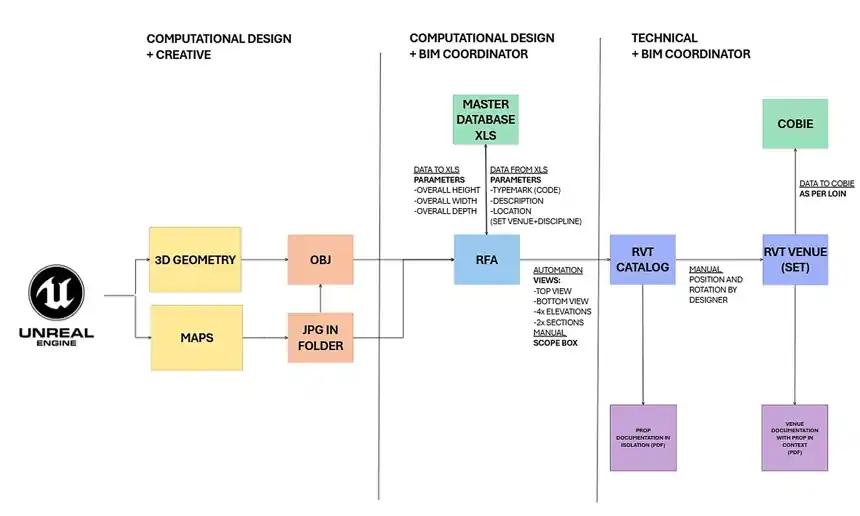 COMPUTATIONAL DESIGN
+ CREATIVE
COMPUTATIONAL DESIGN
+ BIM COORDINATOR
TECHNICAL
+ BIM COORDINATOR
MASTER
DATABASE
XLS
COBIE
DATA TO XLS
PARAMETERS
-OVERALL HEIGHT
-OVERALL WIDTH
-OVERALL DEPTH
DATA FROM XLS
PARAMETERS
-TYPEMARK (CODE)
-DESCRIPTION
-LOCATION
(SET VENUE+DISCIPLINE)
DATA TO COBIE
AS PER LOIN
3D GEOMETRY
OBJ
RFA
RVT
CATALOG
RVT VENUE
(SET)
AUTOMATION
VIEWS:
-TOP VIEW
-BOTTOM VIEW
-4x ELEVATIONS
-2x SECTIONS
MANUAL
SCOPE BOX
MANUAL
POSITION AND
ROTATION BY
DESIGNER
UNREAL
ENGINE
MAPS
JPG IN
FOLDER
PROP
DOCUMENTATION IN
ISOLATION (PDF)
VENUE
DOCUMENTATION
WITH PROP IN
CONTEXT
(PDF)